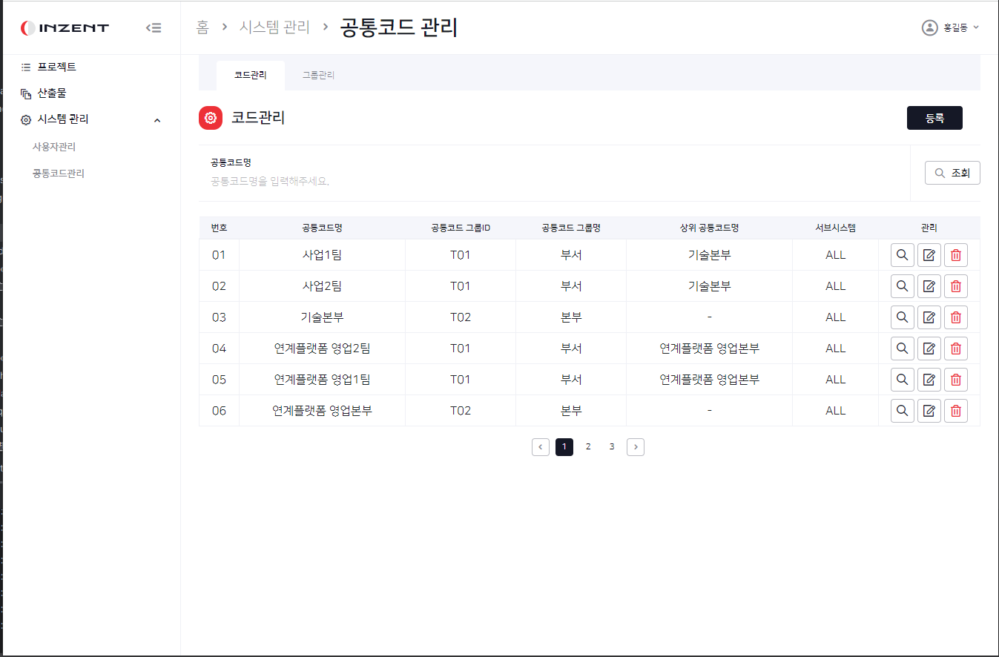 INZENT
홈 > 시스템 관리 > 공통코드 관리
홍길동
프로젝트
산출물
시스템 관리
사용자관리
공통코드관리
코드관리 그룹관리
코드관리
등록
공통코드명
공통코드명을 입력해주세요.
조회
번호 공통코드명 공통코드 그룹ID 공통코드 그룹명 상위 공통코드명 서브시스템 관리
01 사업1팀 T01 부서 기술본부 ALL
02 사업2팀 T01 부서 기술본부 ALL
03 기술본부 T02 본부 - ALL
04 연계플랫폼 영업2팀 T01 부서 연계플랫폼 영업본부 ALL
05 연계플랫폼 영업1팀 T01 부서 연계플랫폼 영업본부 ALL
06 연계플랫폼 영업본부 T02 본부 - ALL
< 1 2 3 >